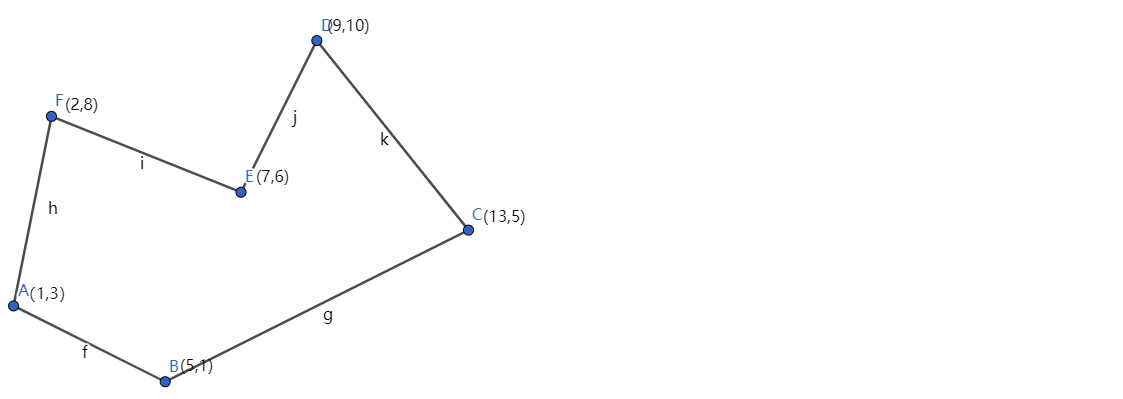 D(9,10)
F(2,8)
j
k
i
E(7,6)
h
C(13,5)
A(1,3)
g
f
B(5,1)